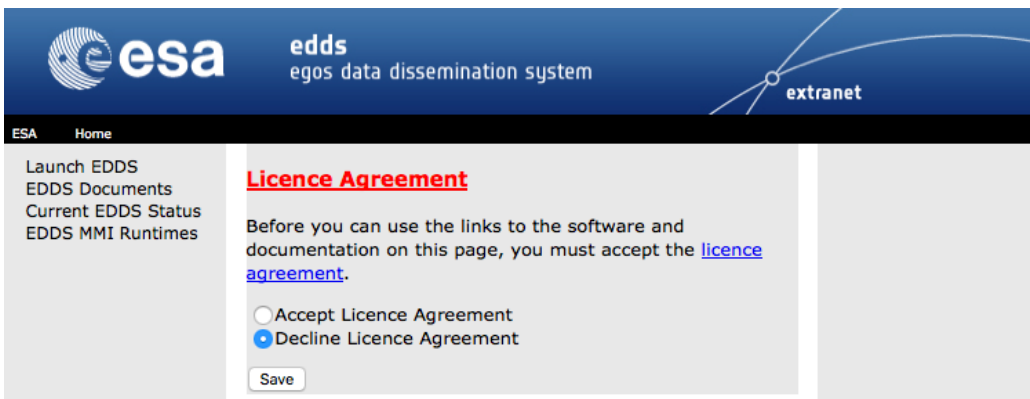 esa
edds
egos data dissemination system
extranet
ESA Home
Launch EDDS
EDDS Documents
Current EDDS Status
EDDS MMI Runtimes
Licence Agreement
Before you can use the links to the software and
documentation on this page, you must accept the licence
agreement.
Accept Licence Agreement
Decline Licence Agreement
Save